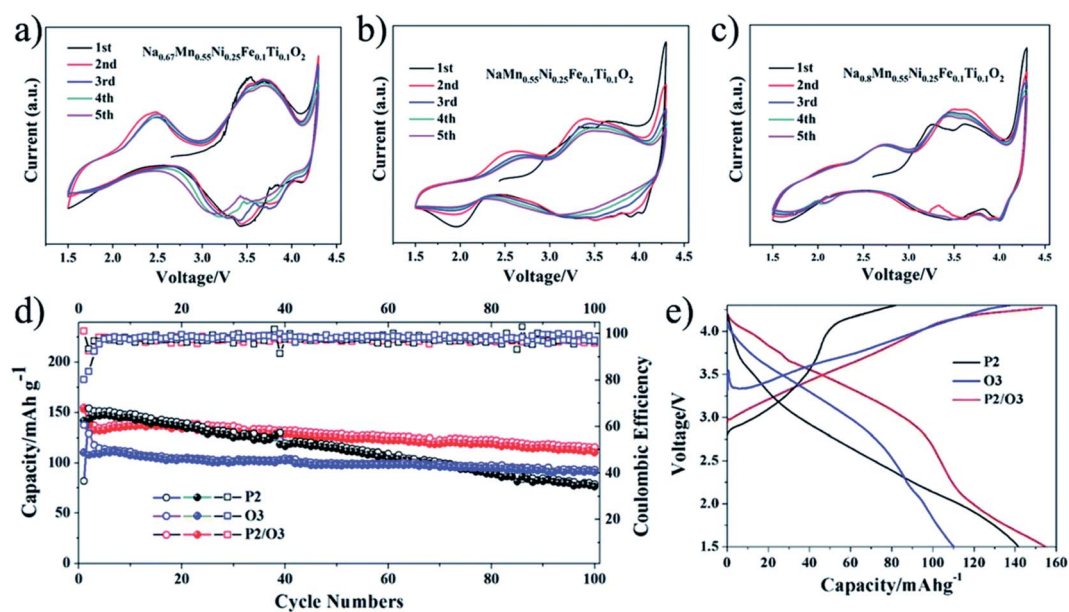 a)
1st
2nd
3rd
4th
5th
Na0.67Mn0.55Ni0.25Fe0.1Ti0.1O2
Current (a.u.)
1.5 2.0 2.5 3.0 3.5 4.0 4.5
Voltage/V
b)
1st
2nd
3rd
4th
5th
NaMn0.55Ni0.25Fe0.1Ti0.1O2
Current (a.u.)
1.5 2.0 2.5 3.0 3.5 4.0 4.5
Voltage/V
c)
1st
2nd
3rd
4th
5th
Na0.8Mn0.55Ni0.25Fe0.1Ti0.1O2
Current (a.u.)
1.5 2.0 2.5 3.0 3.5 4.0 4.5
Voltage/V
d)
0 20 40 60 80 100
200
150
100
50
0
Capacity/mAh g-1
100
80
60
40
20
Coulombic Efficiency
P2
O3
P2/O3
0 20 40 60 80 100
Cycle Numbers
e)
4.0
3.5
3.0
2.5
2.0
1.5
Voltage/V
P2
O3
P2/O3
0 20 40 60 80 100 120 140 160
Capacity/mAhg-1